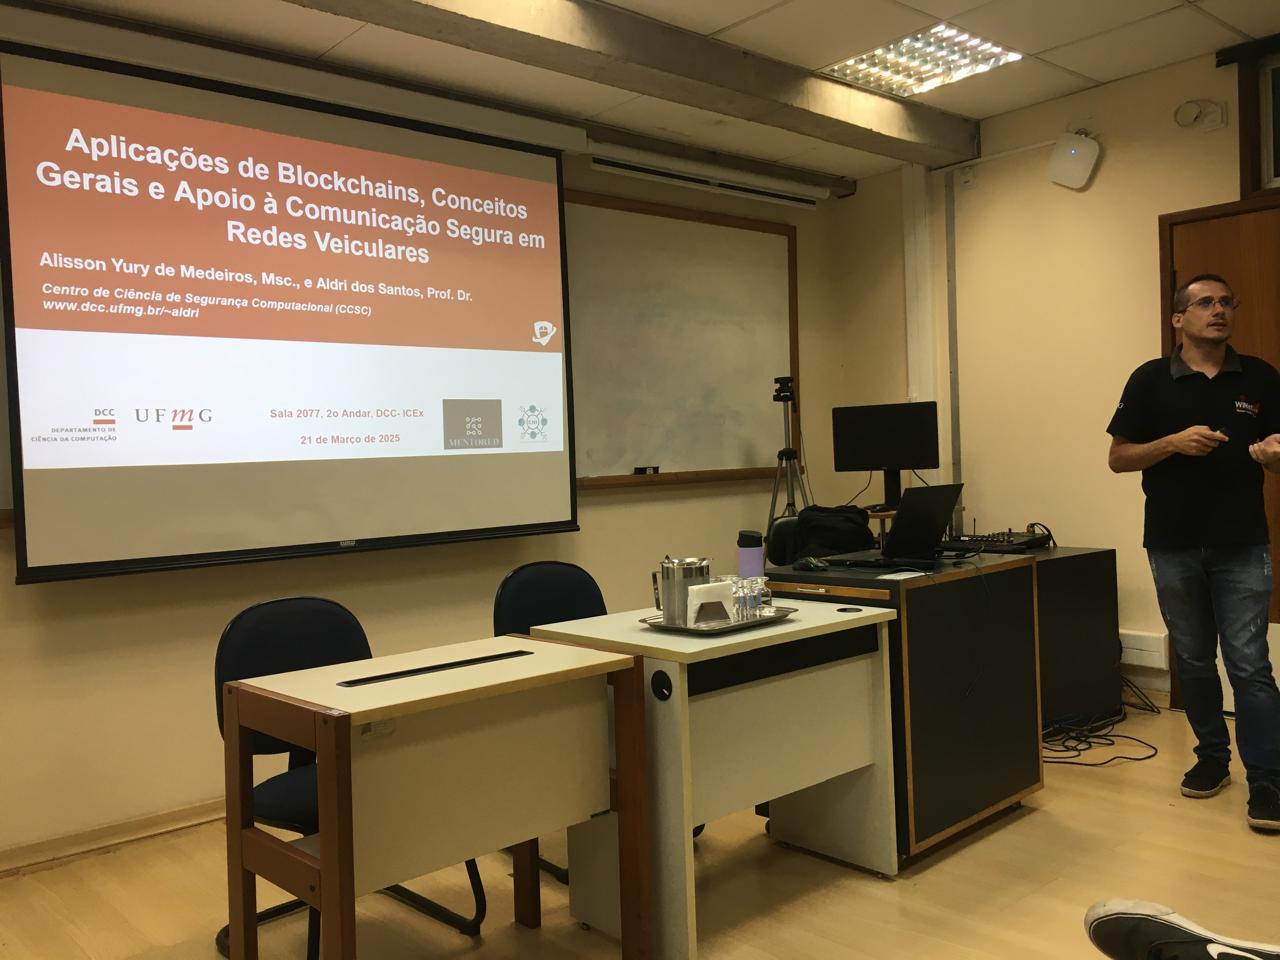 Aplicações de Blockchains, Conceitos
Gerais e Apoio à Comunicação Segura em
Redes Veiculares
Alisson Yury de Medeiros, Msc., e Aldri dos Santos, Prof. Dr.
Centro de Ciência de Segurança Computacional (CCSC)
www.dcc.ufmg.br/~aldri
DCC
DEPARTAMENTO DE
CIÊNCIA DA COMPUTAÇÃO
UFmG
Sala 2077, 2o Andar, DCC- ICEx
21 de Março de 2025
MENTORED